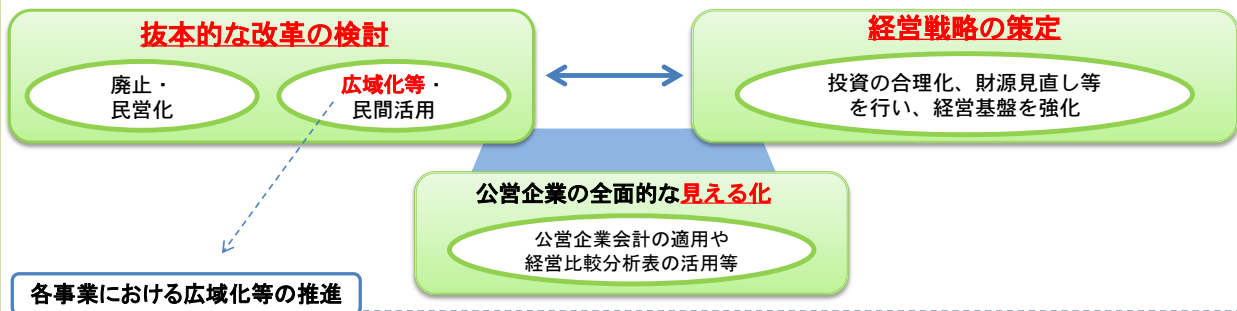 抜本的な改革の検討
廃止・
民営化
広域化等・
民間活用
経営戦略の策定
投資の合理化、財源見直し等
を行い、経営基盤を強化
公営企業の全面的な見える化
公営企業会計の適用や
経営比較分析表の活用等
各事業における広域化等の推進